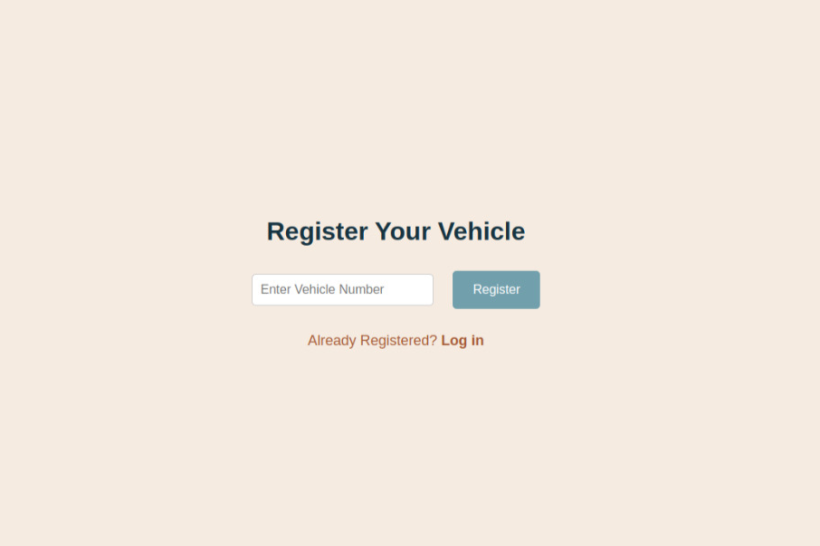 Register Your Vehicle
Enter Vehicle Number
Register
Already Registered? Log in